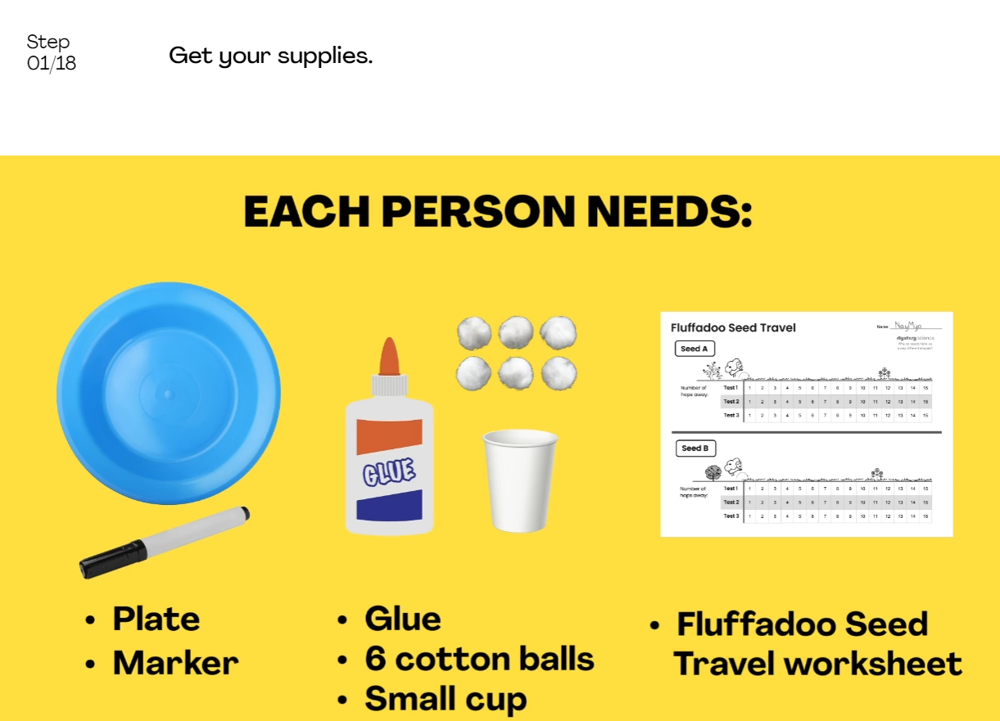 Step
01/18
Get your supplies.
EACH PERSON NEEDS:
GLUE
Fluffadoo Seed Travel
Name NayMyo
Mystery science
Seed A
Number of
hops away:
Test 1 1 2 3 4 5 6 7 8 9 10 11 12 13 14 15
Test 2 1 2 3 4 5 6 7 8 9 10 11 12 13 14 15
Test 3 1 2 3 4 5 6 7 8 9 10 11 12 13 14 15
Seed B
Number of
hops away:
Test 1 1 2 3 4 5 6 7 8 9 10 11 12 13 14 15
Test 2 1 2 3 4 5 6 7 8 9 10 11 12 13 14 15
Test 3 1 2 3 4 5 6 7 8 9 10 11 12 13 14 15
• Plate
• Marker
• Glue
• 6 cotton balls
• Small cup
• Fluffadoo Seed
Travel worksheet